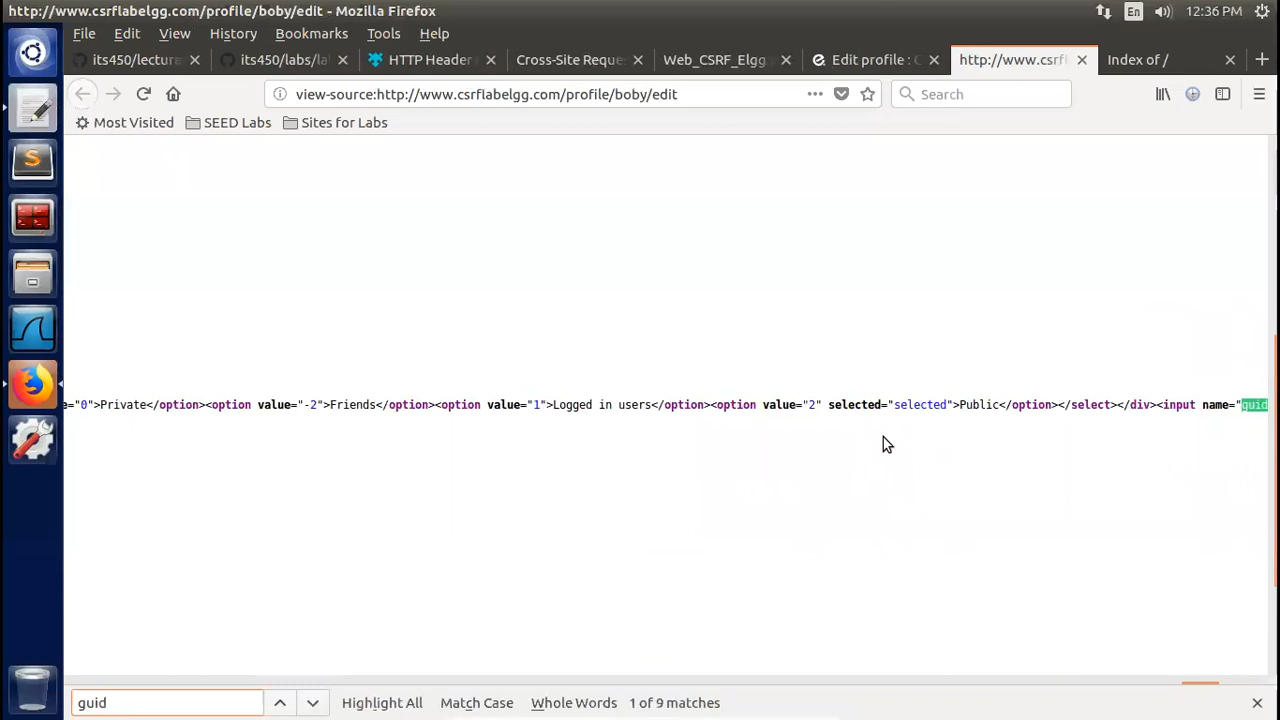 http://www.csrflabelgg.com/profile/boby/edit - Mozilla Firefox
En 12:36 PM
File Edit View History Bookmarks Tools Help
its450/lecture its450/labs/la HTTP Header Cross-Site Reque Web_CSRF_Elgg. Edit profile : C http://www.csrfl Index of /
view-source:http://www.csrflabelgg.com/profile/boby/edit
Search
Most Visited SEED Labs Sites for Labs
e="0">Private</option><option value="-2">Friends</option><option value="1">Logged in users</option><option value="2" selected="selected">Public</option></select></div><input name="guid
guid
Highlight All Match Case Whole Words 1 of 9 matches